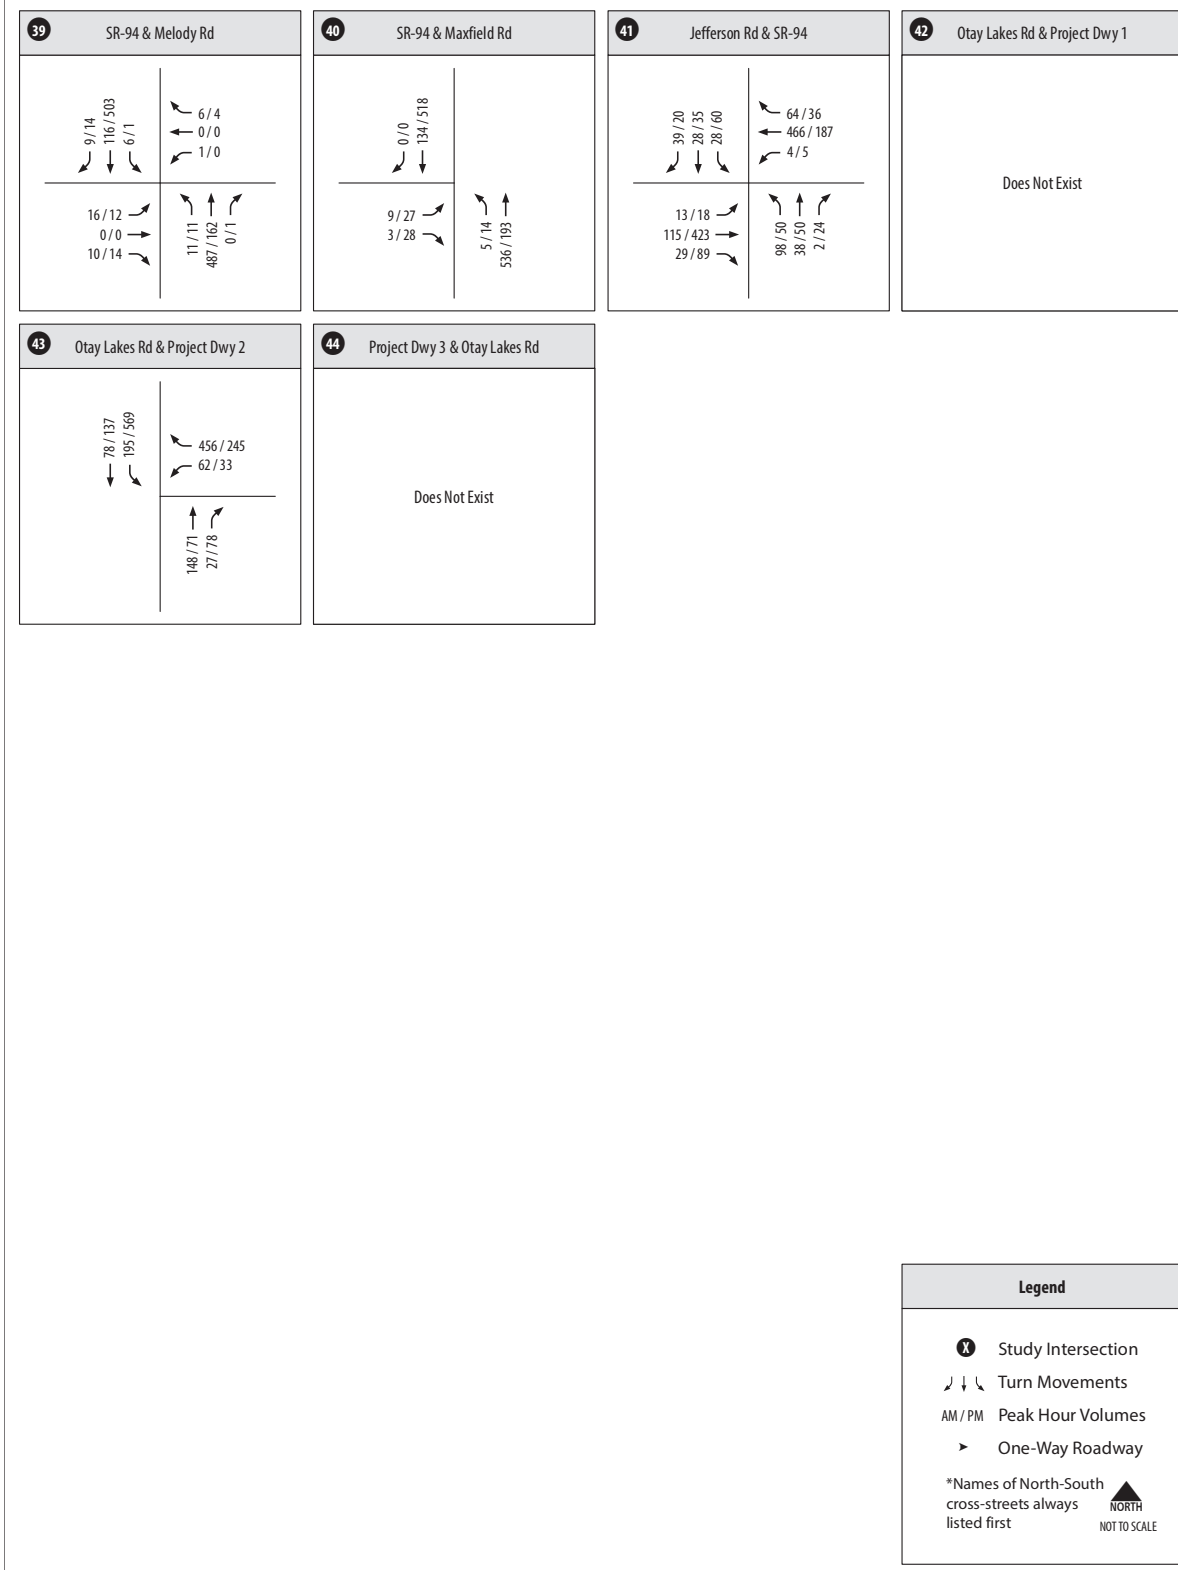 39 SR-94 & Melody Rd
9 / 14
116 / 503
6 / 1
6 / 4
0 / 0
1 / 0
16 / 12
0 / 0
10 / 14
11 / 11
487 / 162
0 / 1
40 SR-94 & Maxfield Rd
0 / 0
134 / 518
9 / 27
3 / 28
5 / 14
536 / 193
41 Jefferson Rd & SR-94
39 / 20
28 / 35
28 / 60
64 / 36
466 / 187
4 / 5
13 / 18
115 / 423
29 / 89
98 / 50
38 / 50
2 / 24
42 Otay Lakes Rd & Project Dwy 1
Does Not Exist
43 Otay Lakes Rd & Project Dwy 2
78 / 137
195 / 569
456 / 245
62 / 33
148 / 71
27 / 78
44 Project Dwy 3 & Otay Lakes Rd
Does Not Exist
Legend
X Study Intersection
Turn Movements
AM / PM Peak Hour Volumes
One-Way Roadway
*Names of North-South
cross-streets always
listed first
NORTH
NOT TO SCALE